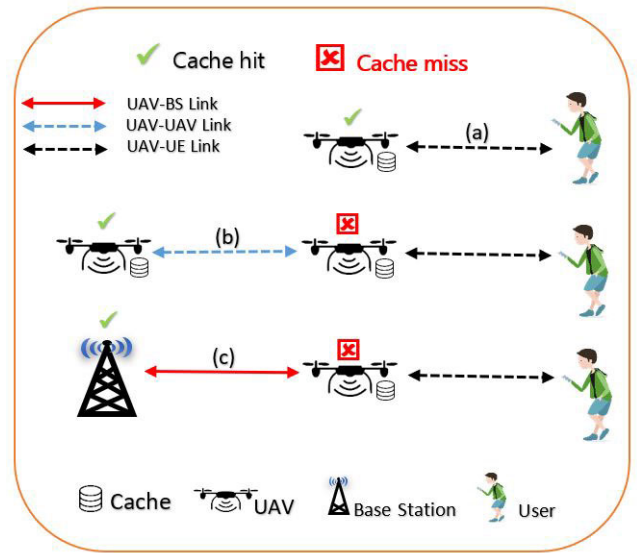 Cache hit
Cache miss
UAV-BS Link
UAV-UAV Link
UAV-UE Link
(a)
(b)
(c)
Cache
UAV
Base Station
User